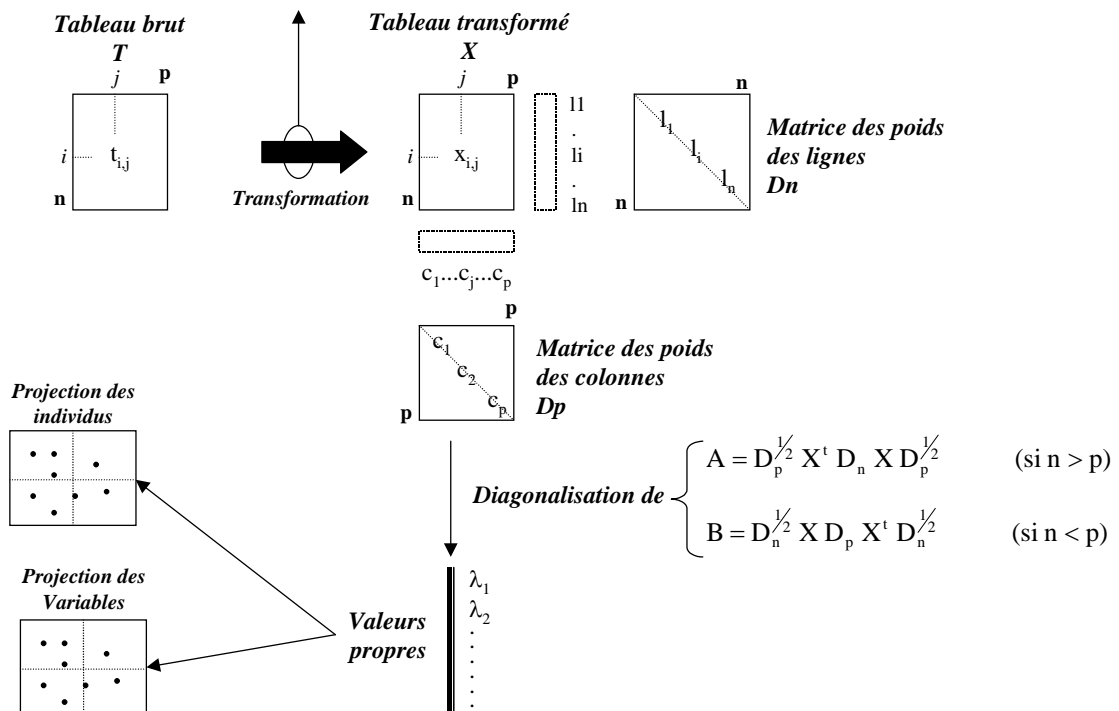 Tableau brut
T
j
p
i
t_{i,j}
n
Transformation
Tableau transformé
X
j
p
i
x_{i,j}
n
l1
.
li
.
ln
n
l_1
l_i
l_n
n
Matrice des poids
des lignes
Dn
c_1...c_j...c_p
p
c_1
c_2
c_p
p
Matrice des poids
des colonnes
Dp
Projection des
individus
Diagonalisation de
A = D_p^{1/2} X^t D_n X D_p^{1/2} (si n > p)
B = D_n^{1/2} X D_p X^t D_n^{1/2} (si n < p)
Projection des
Variables
Valeurs
propres
λ_1
λ_2
.
.
.
.
.